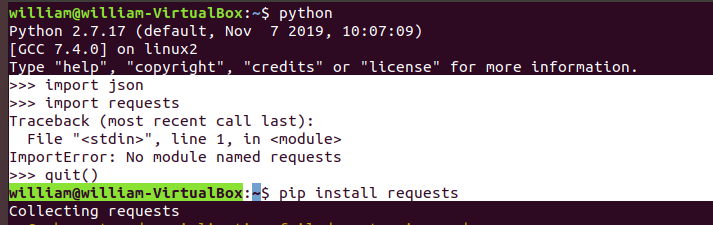 william@william-VirtualBox:~$ python
Python 2.7.17 (default, Nov  7 2019, 10:07:09)
[GCC 7.4.0] on linux2
Type "help", "copyright", "credits" or "license" for more information.
>>> import json
>>> import requests
Traceback (most recent call last):
  File "<stdin>", line 1, in <module>
ImportError: No module named requests
>>> quit()
william@william-VirtualBox:~$ pip install requests
Collecting requests